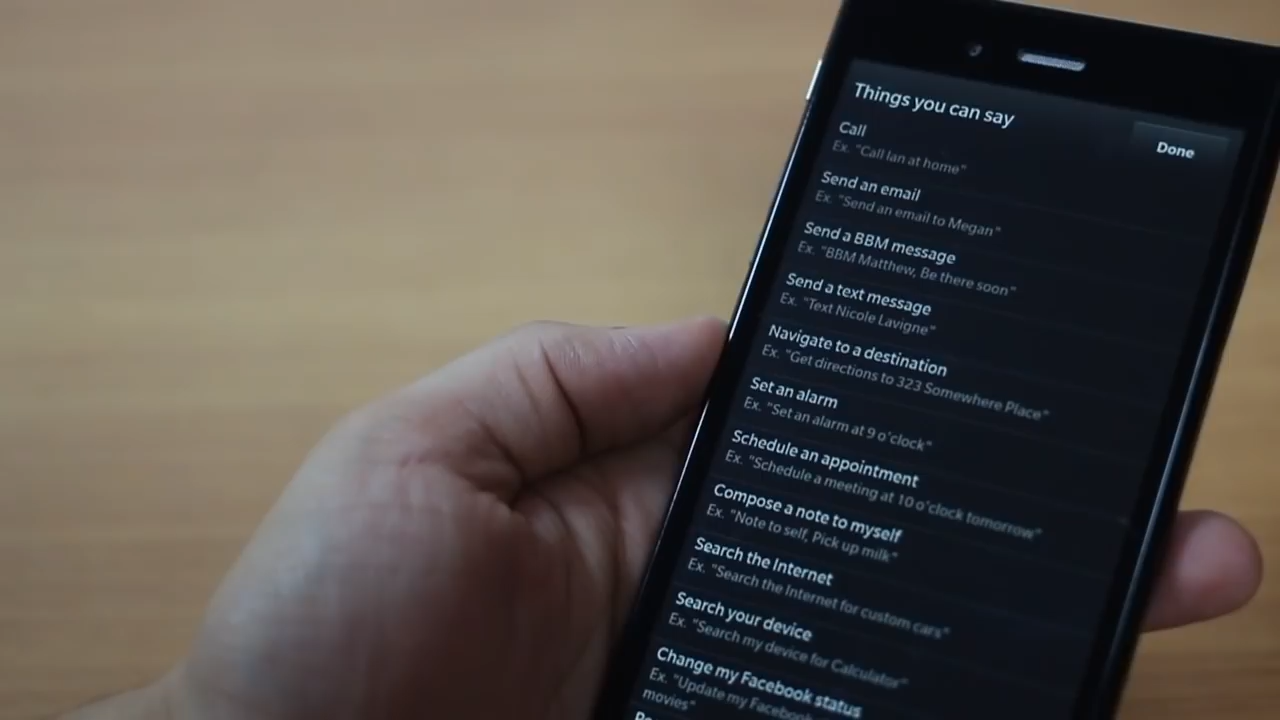 Things you can say
Done
Call
Ex. "Call Ian at home"
Send an email
Ex. "Send an email to Megan"
Send a BBM message
Ex. "BBM Matthew, Be there soon"
Send a text message
Ex. "Text Nicole Lavigne"
Navigate to a destination
Ex. "Get directions to 323 Somewhere Place"
Set an alarm
Ex. "Set an alarm at 9 o'clock"
Schedule an appointment
Ex. "Schedule a meeting at 10 o'clock tomorrow"
Compose a note to myself
Ex. "Note to self, Pick up milk"
Search the Internet
Ex. "Search the Internet for custom cars"
Search your device
Ex. "Search my device for Calculator"
Change my Facebook status
Ex. "Update my Facebook
movies"